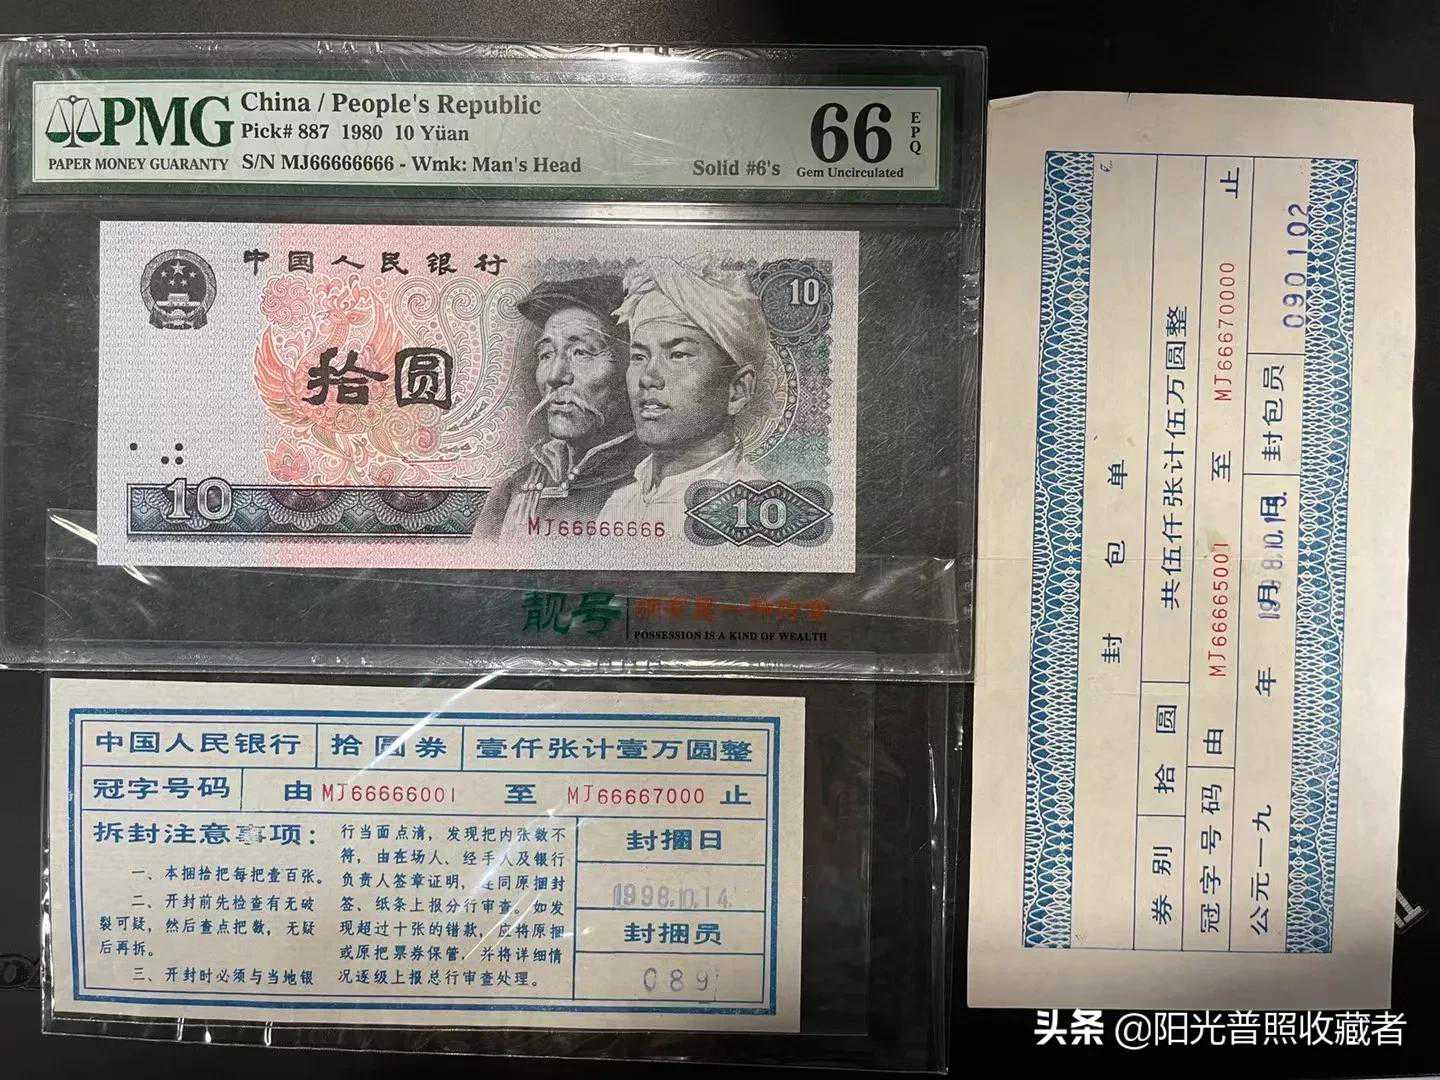 PMG
PAPER MONEY GUARANTY
China / People's Republic
Pick# 887 1980 10 Yüan
S/N MJ66666666 - Wmk: Man's Head
Solid #6's
66
EPQ
Gem Uncirculated
中国人民银行
10
拾圆
10
MJ66666666
10
靓号
POSSESSION IS A KIND OF WEALTH
中国人民银行 拾圆券 壹仟张计壹万圆整
冠字号码 由 MJ66666001 至 MJ66667000 止
拆封注意事项：
一、本捆拾把每把壹百张。
二、开封前先检查有无破
裂可疑，然后查点把数，无疑
后再拆。
三、开封时必须与当地银
行当面点清，发现把内张数不
符，由在场人、经手人及银行
负责人签章证明，连同原捆封
签、纸条上报分行审查。如发
现超过十张的错款，应将原捆
或原把票券保管，并将详细情
况逐级上报总行审查处理。
封捆日
1998.10.14.
封捆员
089
封包单
券别 拾圆 共伍仟张计伍万圆整
冠字号码 由 MJ66665001 至 MJ66670000 止
公元一九 年 月 封包员 0901102
头条 @阳光普照收藏者